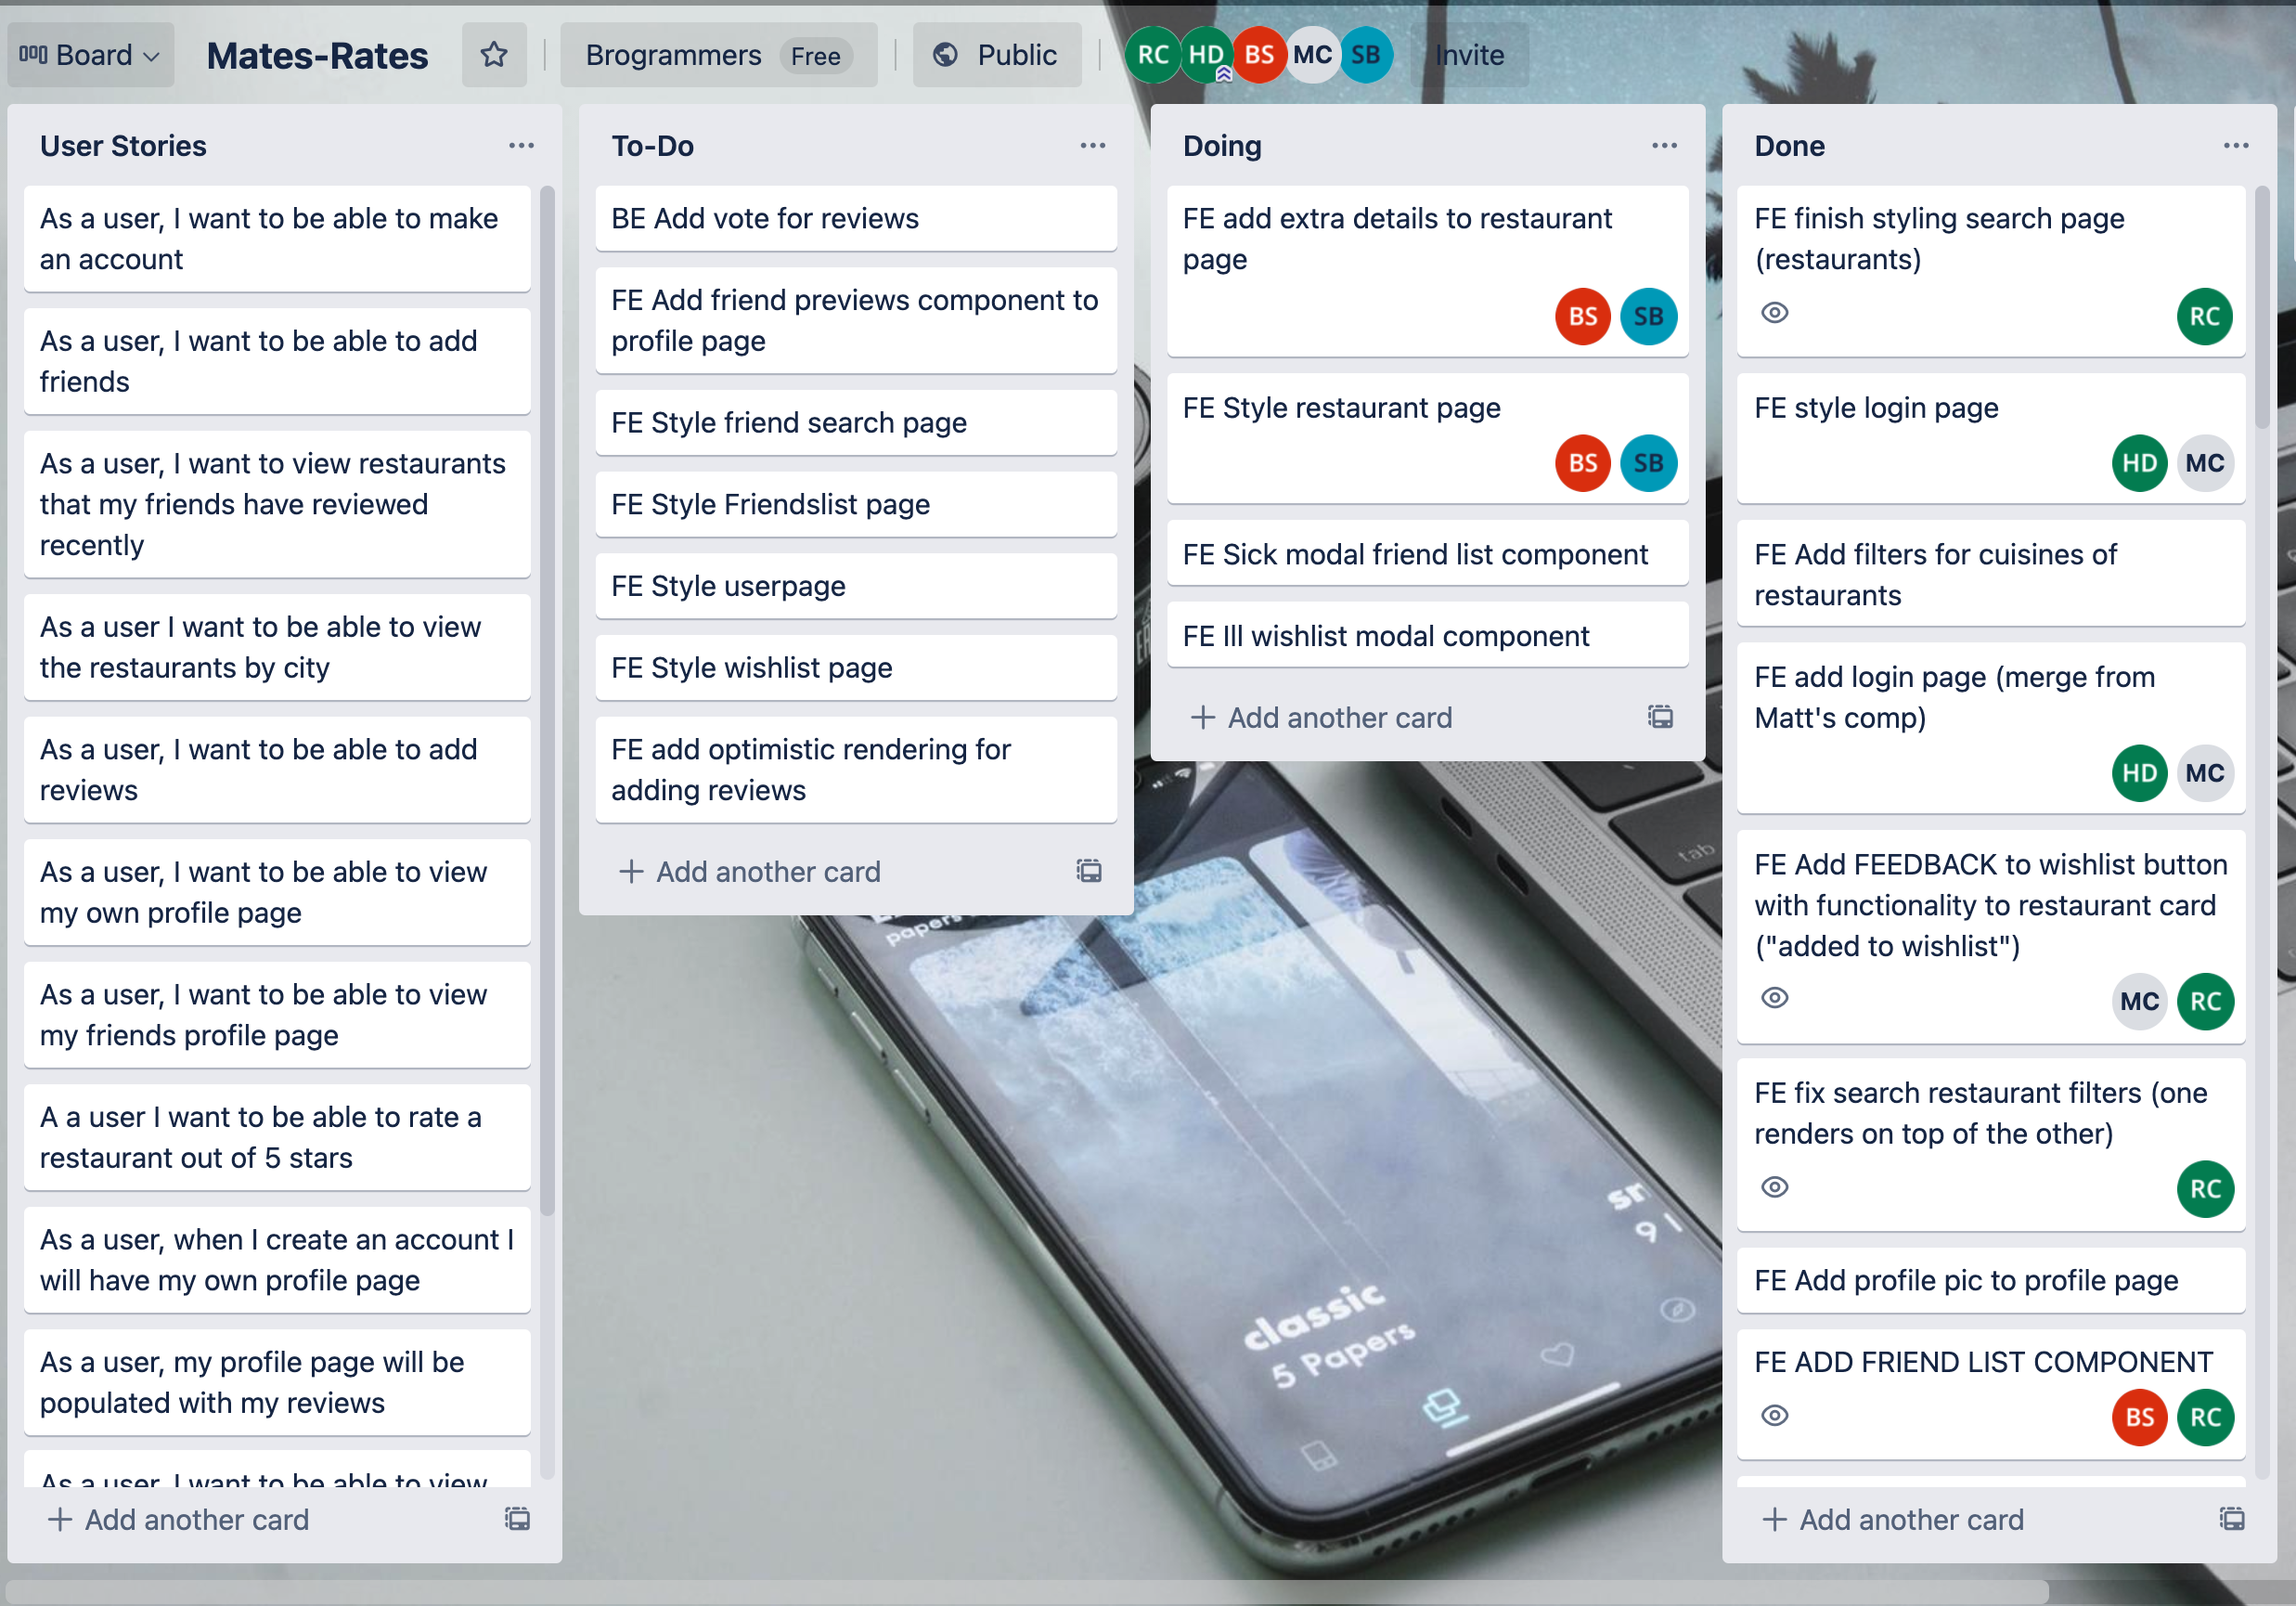 Board
Mates-Rates
Brogrammers Free
Public
RC HD BS MC SB
Invite
User Stories
As a user, I want to be able to make
an account
As a user, I want to be able to add
friends
As a user, I want to view restaurants
that my friends have reviewed
recently
As a user I want to be able to view
the restaurants by city
As a user, I want to be able to add
reviews
As a user, I want to be able to view
my own profile page
As a user, I want to be able to view
my friends profile page
A a user I want to be able to rate a
restaurant out of 5 stars
As a user, when I create an account I
will have my own profile page
As a user, my profile page will be
populated with my reviews
As a user, I want to be able to view
Add another card
To-Do
BE Add vote for reviews
FE Add friend previews component to
profile page
FE Style friend search page
FE Style Friendslist page
FE Style userpage
FE Style wishlist page
FE add optimistic rendering for
adding reviews
Add another card
Doing
FE add extra details to restaurant
page
BS SB
FE Style restaurant page
BS SB
FE Sick modal friend list component
FE Ill wishlist modal component
Add another card
Done
FE finish styling search page
(restaurants)
RC
FE style login page
HD MC
FE Add filters for cuisines of
restaurants
FE add login page (merge from
Matt's comp)
HD MC
FE Add FEEDBACK to wishlist button
with functionality to restaurant card
("added to wishlist")
MC RC
FE fix search restaurant filters (one
renders on top of the other)
RC
FE Add profile pic to profile page
FE ADD FRIEND LIST COMPONENT
BS RC
Add another card
tab
papers
classic
5 Papers